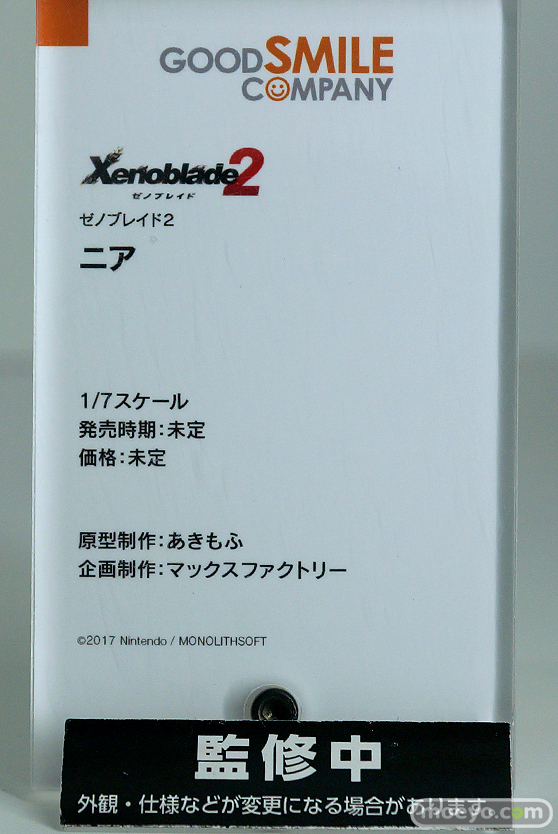 GOOD SMILE
COMPANY
Xenoblade2
ゼノブレイド
ゼノブレイド2
ニア
1/7スケール
発売時期:未定
価格:未定
原型制作:あきもふ
企画制作:マックスファクトリー
©2017 Nintendo / MONOLITHSOFT
監修中
外観・仕様などが変更になる場合があります
moeyo.com